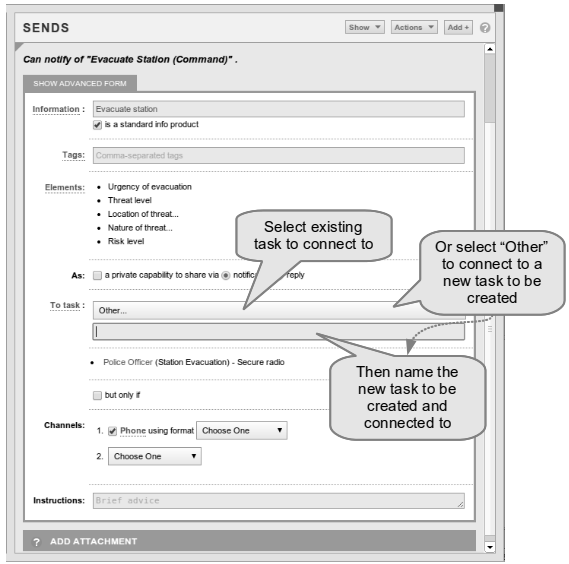 SENDS
Show
Actions
Add +
?
Can notify of "Evacuate Station (Command)" .
SHOW ADVANCED FORM
Information :
Evacuate station
is a standard info product
Tags:
Comma-separated tags
Elements:
• Urgency of evacuation
• Threat level
• Location of threat...
• Nature of threat...
• Risk level
Select existing
task to connect to
Or select “Other”
to connect to a
new task to be
created
As:
a private capability to share via
reply
To task :
Other...
• Police Officer (Station Evacuation) - Secure radio
Then name the
new task to be
created and
connected to
but only if
Channels:
1. Phone using format Choose One
2. Choose One
Instructions:
Brief advice
? ADD ATTACHMENT